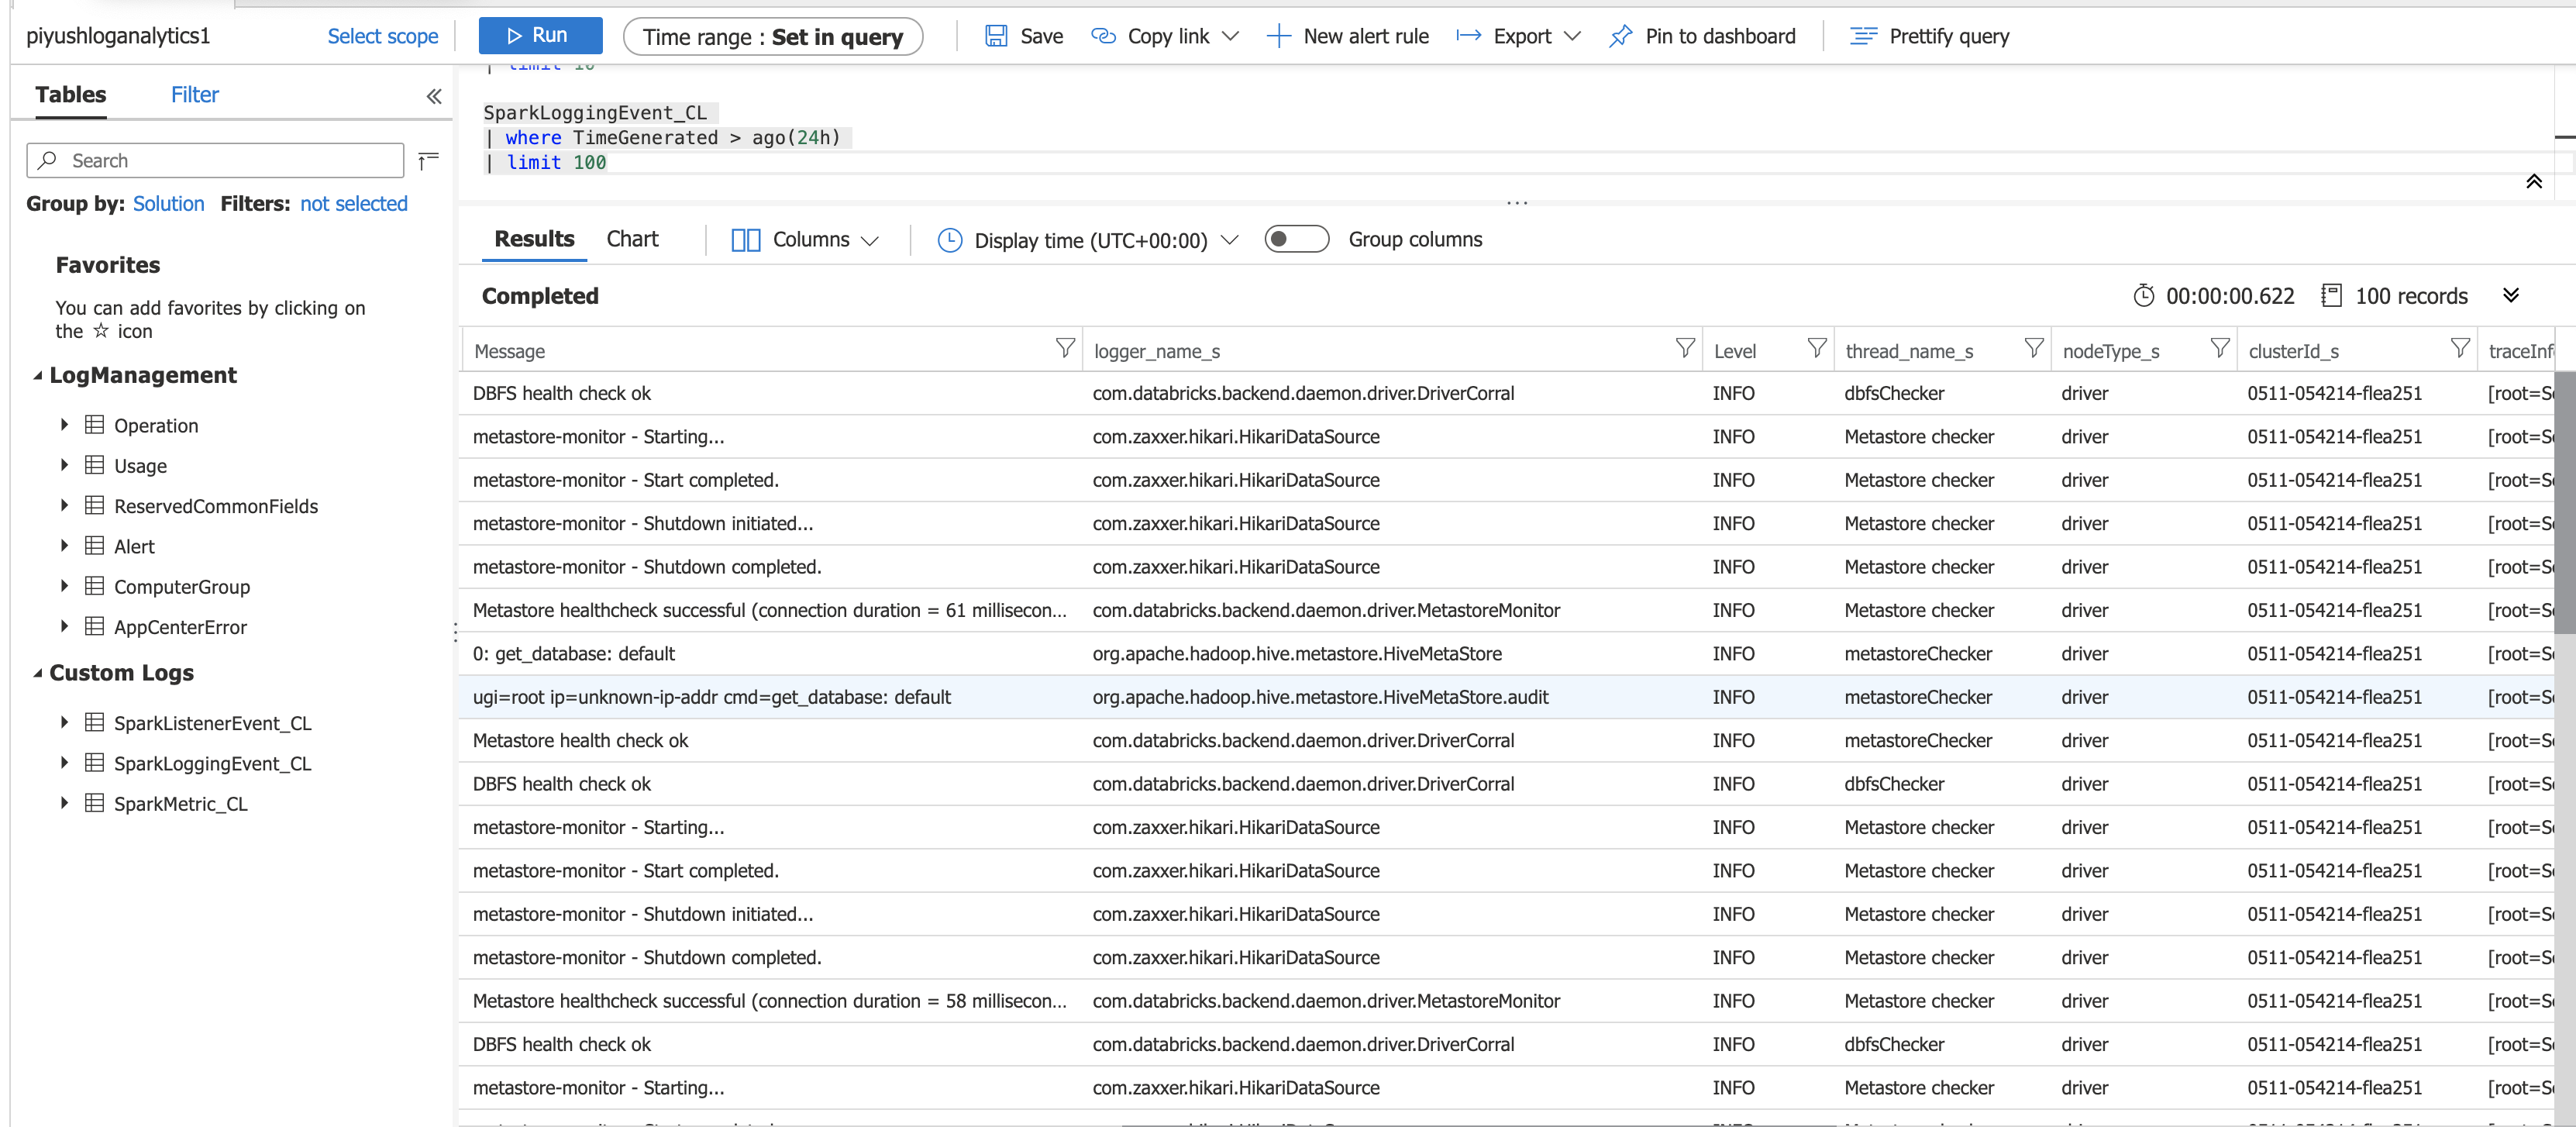 piyushloganalytics1 Select scope Run Time range : Set in query Save Copy link New alert rule Export Pin to dashboard Prettify query
Tables Filter
Search
Group by: Solution Filters: not selected
Favorites
You can add favorites by clicking on
the ☆ icon
LogManagement
Operation
Usage
ReservedCommonFields
Alert
ComputerGroup
AppCenterError
Custom Logs
SparkListenerEvent_CL
SparkLoggingEvent_CL
SparkMetric_CL
| limit 10
SparkLoggingEvent_CL
| where TimeGenerated > ago(24h)
| limit 100
...
Results Chart Columns Display time (UTC+00:00) Group columns
Completed 00:00:00.622 100 records
Message logger_name_s Level thread_name_s nodeType_s clusterId_s traceInf
DBFS health check ok com.databricks.backend.daemon.driver.DriverCorral INFO dbfsChecker driver 0511-054214-flea251 [root=S
metastore-monitor - Starting... com.zaxxer.hikari.HikariDataSource INFO Metastore checker driver 0511-054214-flea251 [root=S
metastore-monitor - Start completed. com.zaxxer.hikari.HikariDataSource INFO Metastore checker driver 0511-054214-flea251 [root=S
metastore-monitor - Shutdown initiated... com.zaxxer.hikari.HikariDataSource INFO Metastore checker driver 0511-054214-flea251 [root=S
metastore-monitor - Shutdown completed. com.zaxxer.hikari.HikariDataSource INFO Metastore checker driver 0511-054214-flea251 [root=S
Metastore healthcheck successful (connection duration = 61 millisecon... com.databricks.backend.daemon.driver.MetastoreMonitor INFO Metastore checker driver 0511-054214-flea251 [root=S
0: get_database: default org.apache.hadoop.hive.metastore.HiveMetaStore INFO metastoreChecker driver 0511-054214-flea251 [root=S
ugi=root ip=unknown-ip-addr cmd=get_database: default org.apache.hadoop.hive.metastore.HiveMetaStore.audit INFO metastoreChecker driver 0511-054214-flea251 [root=S
Metastore health check ok com.databricks.backend.daemon.driver.DriverCorral INFO metastoreChecker driver 0511-054214-flea251 [root=S
DBFS health check ok com.databricks.backend.daemon.driver.DriverCorral INFO dbfsChecker driver 0511-054214-flea251 [root=S
metastore-monitor - Starting... com.zaxxer.hikari.HikariDataSource INFO Metastore checker driver 0511-054214-flea251 [root=S
metastore-monitor - Start completed. com.zaxxer.hikari.HikariDataSource INFO Metastore checker driver 0511-054214-flea251 [root=S
metastore-monitor - Shutdown initiated... com.zaxxer.hikari.HikariDataSource INFO Metastore checker driver 0511-054214-flea251 [root=S
metastore-monitor - Shutdown completed. com.zaxxer.hikari.HikariDataSource INFO Metastore checker driver 0511-054214-flea251 [root=S
Metastore healthcheck successful (connection duration = 58 millisecon... com.databricks.backend.daemon.driver.MetastoreMonitor INFO Metastore checker driver 0511-054214-flea251 [root=S
DBFS health check ok com.databricks.backend.daemon.driver.DriverCorral INFO dbfsChecker driver 0511-054214-flea251 [root=S
metastore-monitor - Starting... com.zaxxer.hikari.HikariDataSource INFO Metastore checker driver 0511-054214-flea251 [root=S